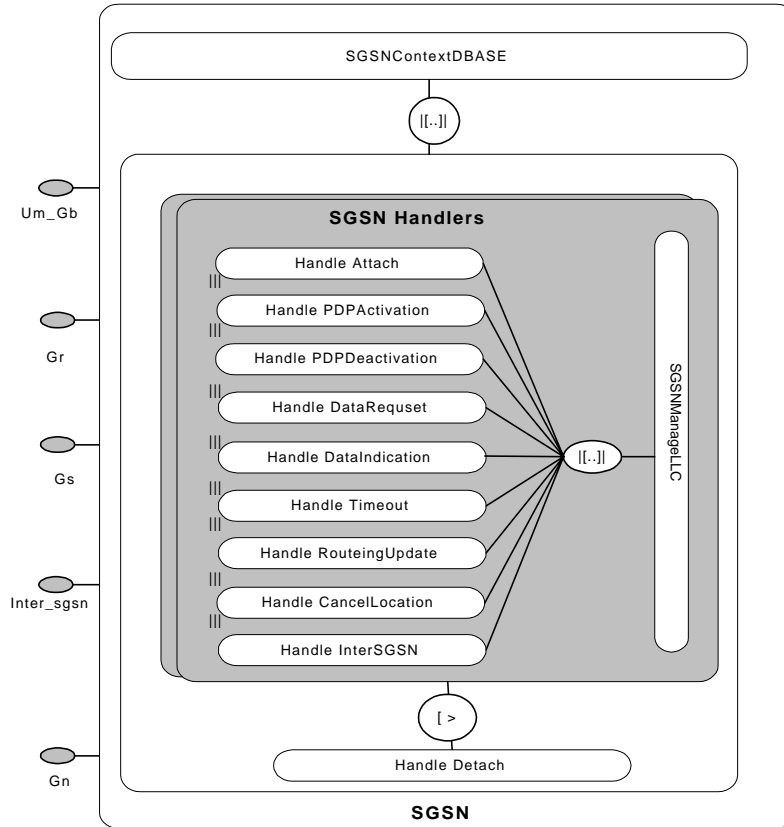 SGSNContextDBASE
|[..]|
Um_Gb
SGSN Handlers
Handle Attach
|||
Handle PDPActivation
|||
Gr
Handle PDPDeactivation
|||
Handle DataRequset
|||
Handle DataIndication
|[..]|
SGSNManageLLC
Gs
|||
Handle Timeout
|||
Handle RouteingUpdate
|||
Inter_sgsn
Handle CancelLocation
|||
Handle InterSGSN
[ >
Handle Detach
Gn
SGSN